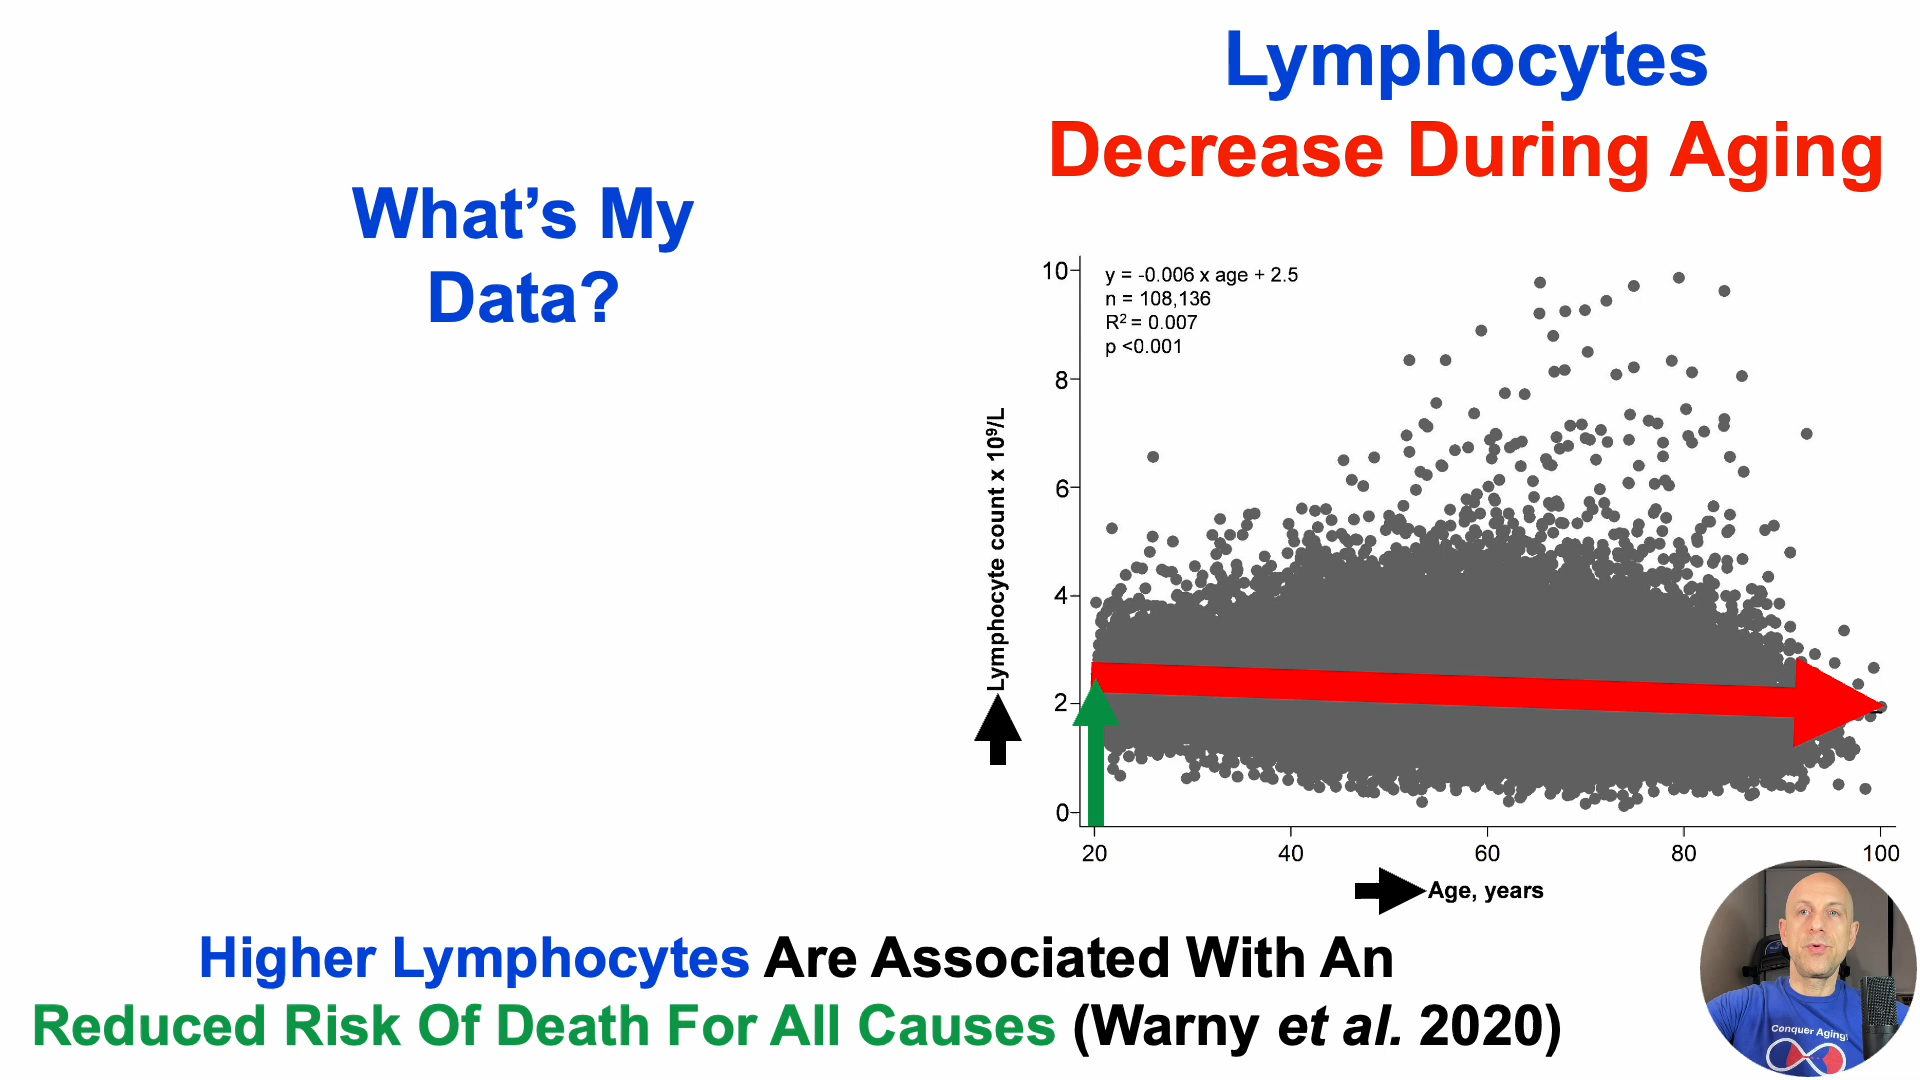 Lymphocytes
Decrease During Aging
What’s My
Data?
y = -0.006 x age + 2.5
n = 108,136
R² = 0.007
p <0.001
10
8
6
4
2
0
Lymphocyte count x 10⁹/L
20
40
60
80
100
Age, years
Higher Lymphocytes Are Associated With An
Reduced Risk Of Death For All Causes (Warny et al. 2020)
Conquer Aging